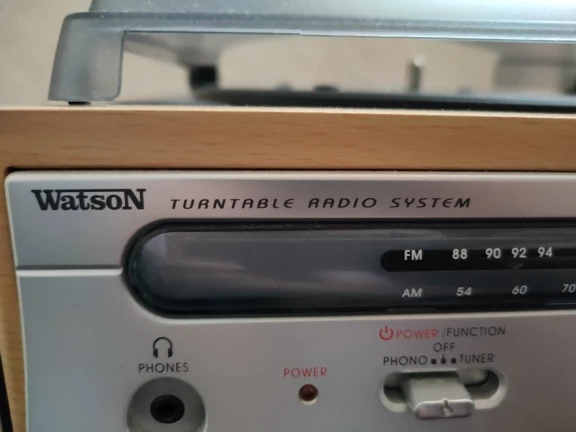 WatsoN TURNTABLE RADIO SYSTEM
FM 88 90 92 94
AM 54 60 70
POWER /FUNCTION
OFF
PHONO TUNER
PHONES
POWER